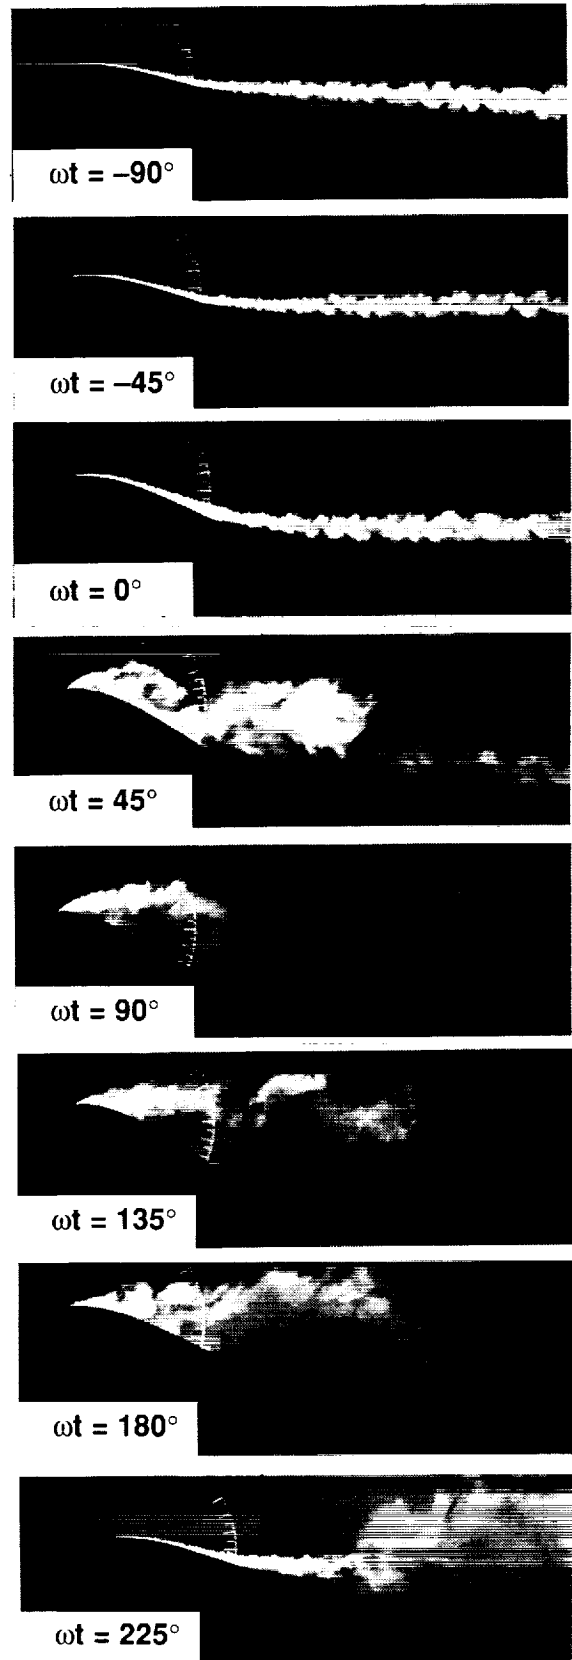 ωt = –90°
ωt = –45°
ωt = 0°
ωt = 45°
ωt = 90°
ωt = 135°
ωt = 180°
ωt = 225°